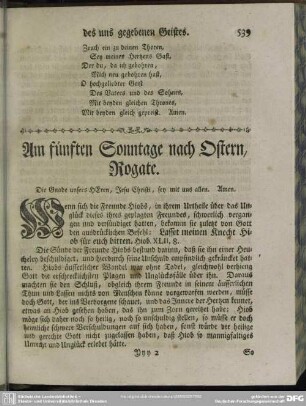 des uns gegebenen Geistes. 539
Zeuch ein zu deinen Thoren,
Sey meines Hertzens Gast,
Der du, da ich gebohren,
Mich neu gebohren hast,
O hochgeliebter Geist
Des Vaters und des Sohnes,
Mit beyden gleichen Thrones,
Mit beyden gleich gepreist. Amen.
Am fünften Sonntage nach Ostern,
Rogate.
Die Gnade unsers HErrn, JEsu Christi, sey mit uns allen. Amen.
Wenn sich die Freunde Hiobs, in ihrem Urtheile über das Un-
glück dieses ihres geplagten Freundes, schwerlich vergan-
gen und versündiget hatten, bekamen sie zuletzt von Gott
den ausdrücklichen Befehl: Lasset meinen Knecht Hi-
ob für euch bitten. Hiob. XLII, 8.
Die Sünde der Freunde Hiobs bestund darinn, daß sie ihn einer Heu-
cheley beschuldiget, und hierdurch seine Unschuld empfindlich gekräncket hat-
ten. Hiobs äusserlicher Wandel war ohne Tadel, gleichwohl verhieng
Gott die erschrecklichsten Plagen und Unglücksfälle über ihn. Daraus
machten sie den Schluß, obgleich ihrem Freunde in seinem äusserlichen
Thun und Lassen nichts von Menschen könne vorgeworfen werden, müsse
doch Gott, der ins Verborgene schauet, und das Innere der Hertzen kennet,
etwas an Hiob gesehen haben, das ihm zur Strafe gereitzt habe: Hiob
möge sich daher noch so heilig, noch so unschuldig stellen, so müsse er doch
heimliche schwere Verschuldungen auf sich haben, sonst würde der heilige
und gerechte Gott nicht zugelassen haben, daß Hiob so mannigfaltiges
Unruhe und Unglück erlebet hätte.
Yyy 2 So